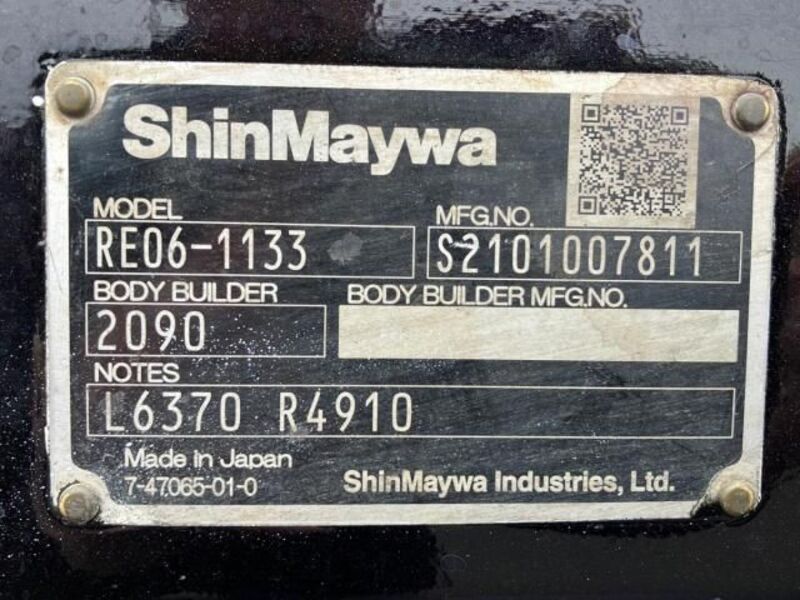 ShinMaywa
MODEL
MFG.NO.
RE06-1133
S2101007811
BODY BUILDER
BODY BUILDER MFG.NO.
2090
NOTES
L6370 R4910
Made in Japan
7-47065-01-0
ShinMaywa Industries, Ltd.